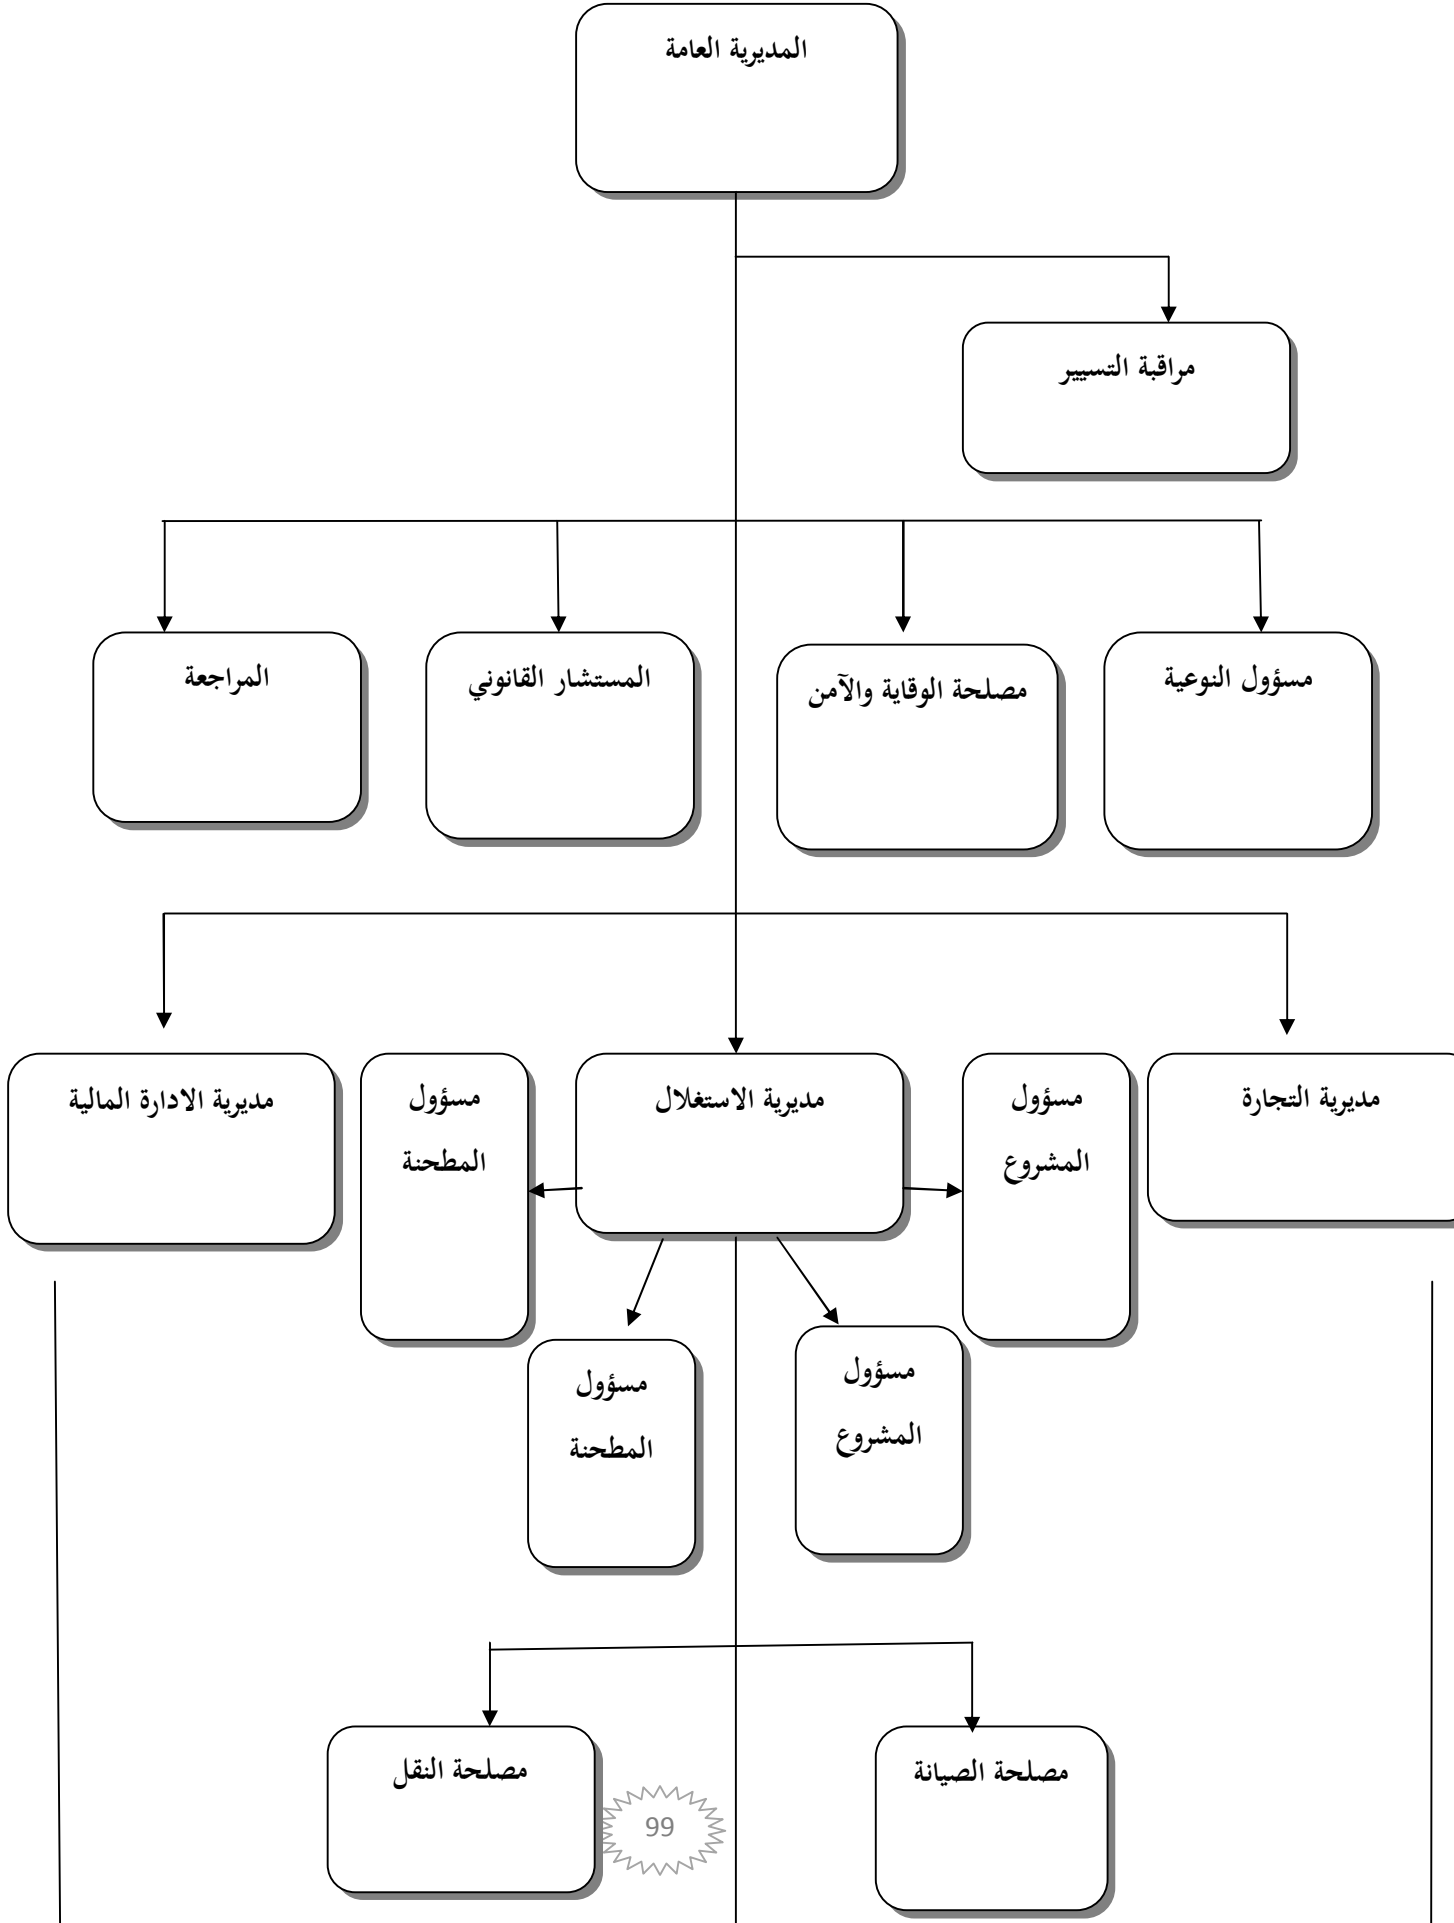 المديرية العامة
مراقبة التسيير
مسؤول النوعية
مصلحة الوقاية والآمن
المستشار القانوني
المراجعة
مديرية التجارة
مسؤول
المشروع
مديرية الاستغلال
مسؤول
المطحنة
مديرية الادارة المالية
مسؤول
المشروع
مسؤول
المطحنة
مصلحة الصيانة
مصلحة النقل
99